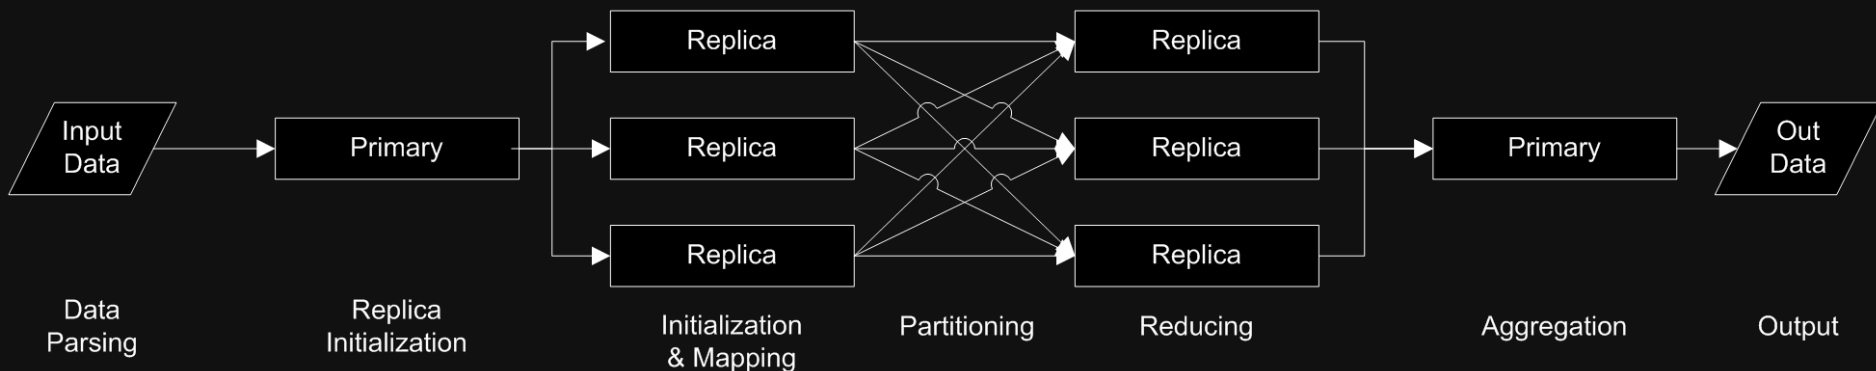 Replica
Replica
Input
Data
Primary
Replica
Replica
Primary
Out
Data
Replica
Replica
Data
Parsing
Replica
Initialization
Initialization
& Mapping
Partitioning
Reducing
Aggregation
Output